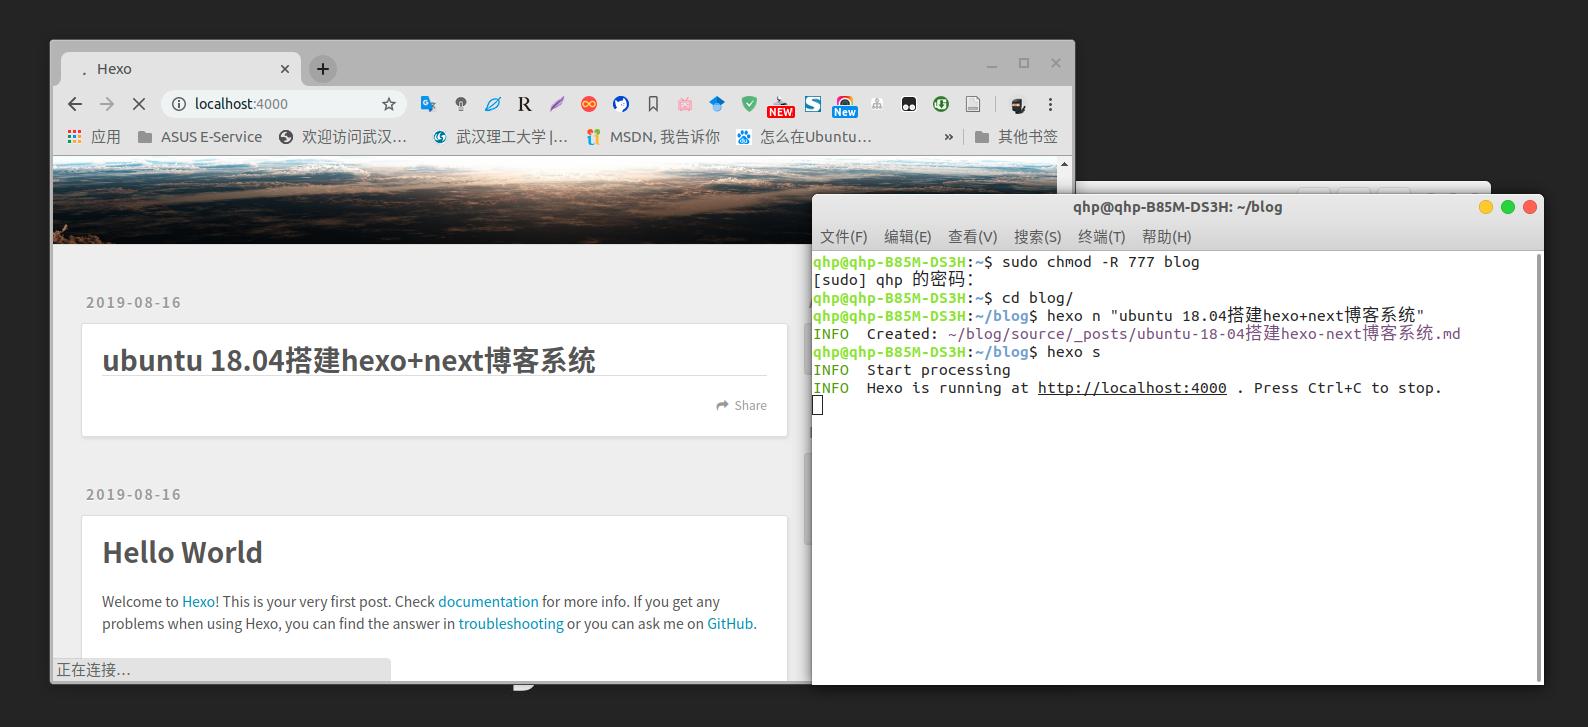 Hexo
localhost:4000
NEW
New
应用 ASUS E-Service 欢迎访问武汉… 武汉理工大学 |… MSDN, 我告诉你 怎么在Ubuntu… » 其他书签
2019-08-16
ubuntu 18.04搭建hexo+next博客系统
Share
2019-08-16
Hello World
Welcome to Hexo! This is your very first post. Check documentation for more info. If you get any
problems when using Hexo, you can find the answer in troubleshooting or you can ask me on GitHub.
正在连接…
qhp@qhp-B85M-DS3H: ~/blog
文件(F) 编辑(E) 查看(V) 搜索(S) 终端(T) 帮助(H)
qhp@qhp-B85M-DS3H:~$ sudo chmod -R 777 blog
[sudo] qhp 的密码：
qhp@qhp-B85M-DS3H:~$ cd blog/
qhp@qhp-B85M-DS3H:~/blog$ hexo n "ubuntu 18.04搭建hexo+next博客系统"
INFO  Created: ~/blog/source/_posts/ubuntu-18-04搭建hexo-next博客系统.md
qhp@qhp-B85M-DS3H:~/blog$ hexo s
INFO  Start processing
INFO  Hexo is running at http://localhost:4000 . Press Ctrl+C to stop.